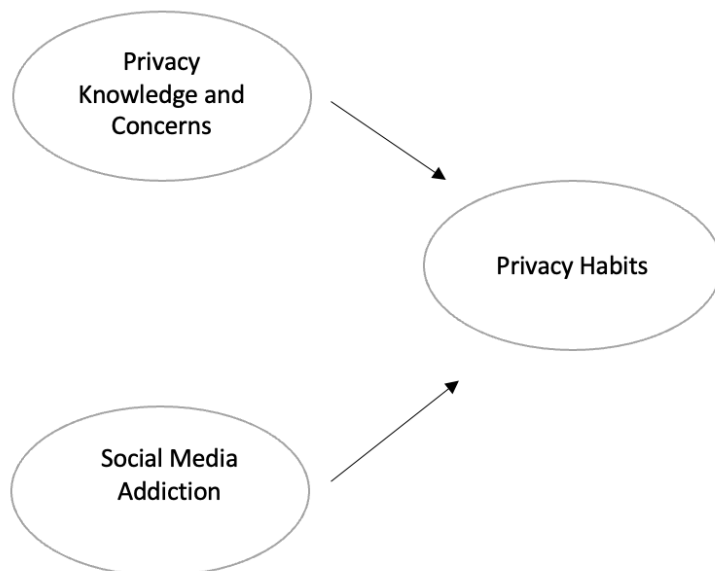 Privacy
Knowledge and
Concerns
Privacy Habits
Social Media
Addiction